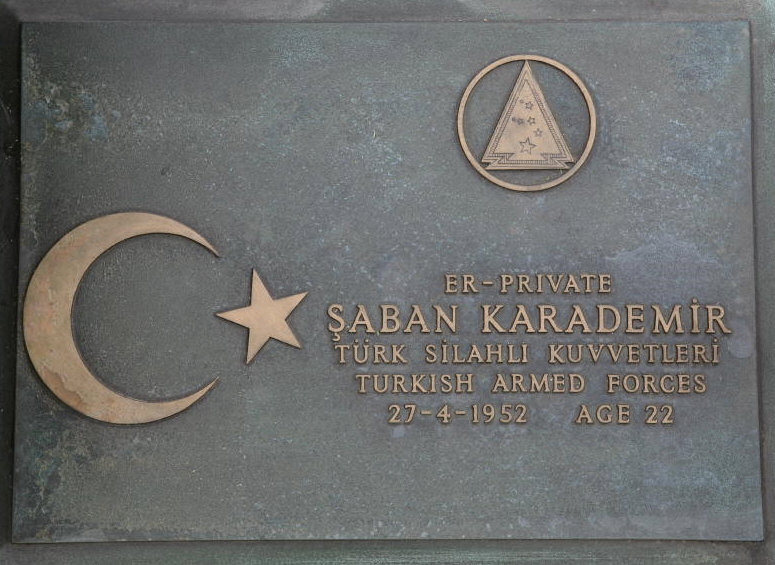 ER-PRIVATE
ŞABAN KARADEMİR
TÜRK SİLAHLI KUVVETLERİ
TURKISH ARMED FORCES
27-4-1952 AGE 22